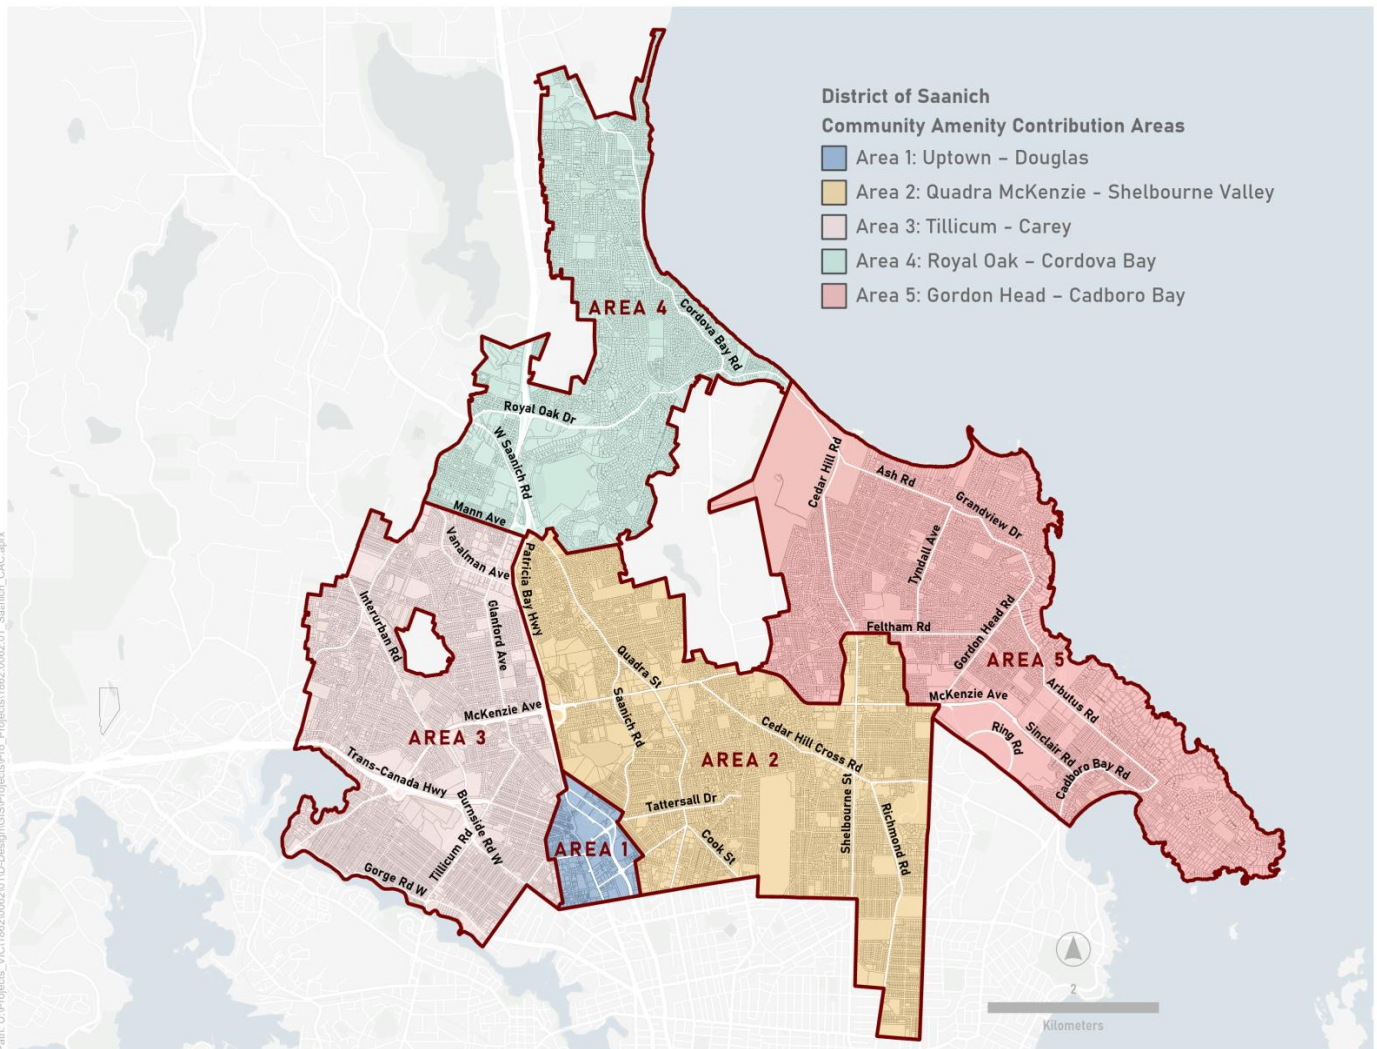 District of Saanich
Community Amenity Contribution Areas
Area 1: Uptown – Douglas
Area 2: Quadra McKenzie - Shelbourne Valley
Area 3: Tillicum - Carey
Area 4: Royal Oak – Cordova Bay
Area 5: Gordon Head – Cadboro Bay
AREA 4
Cordova Bay Rd
Royal Oak Dr
W Saanich Rd
Mann Ave
Vanalman Ave
Patricia Bay Hwy
Interurban Rd
Glanford Ave
McKenzie Ave
AREA 3
Trans-Canada Hwy
Burnside Rd W
Tillicum Rd
Gorge Rd W
AREA 1
Quadra St
Saanich Rd
AREA 2
Cedar Hill Cross Rd
Tattersall Dr
Cook St
Shelbourne St
Richmond Rd
Cedar Hill Rd
Ash Rd
Grandview Dr
Tyndall Ave
Feltham Rd
Gordon Head Rd
AREA 5
McKenzie Ave
Arbutus Rd
Ring Rd
Sinclair Rd
Cadboro Bay Rd
2
Kilometers